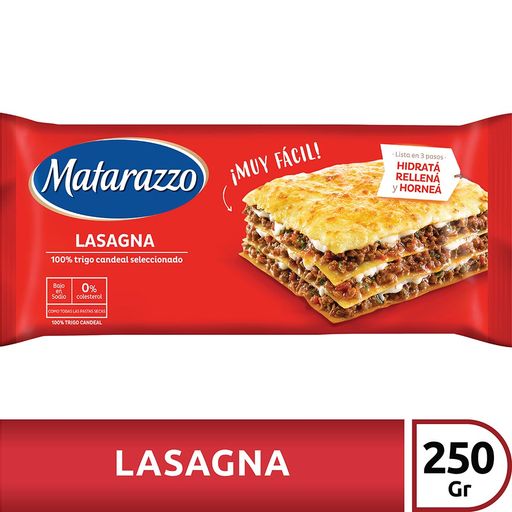 Matarazzo
LASAGNA
100% trigo candeal seleccionado
Bajo
en
Sodio
0%
colesterol
COMO TODAS LAS PASTAS SECAS
100% TRIGO CANDEAL
¡MUY FÁCIL!
· Lista en 3 pasos ·
HIDRATÁ
RELLENÁ
y HORNEÁ
LASAGNA
250
Gr